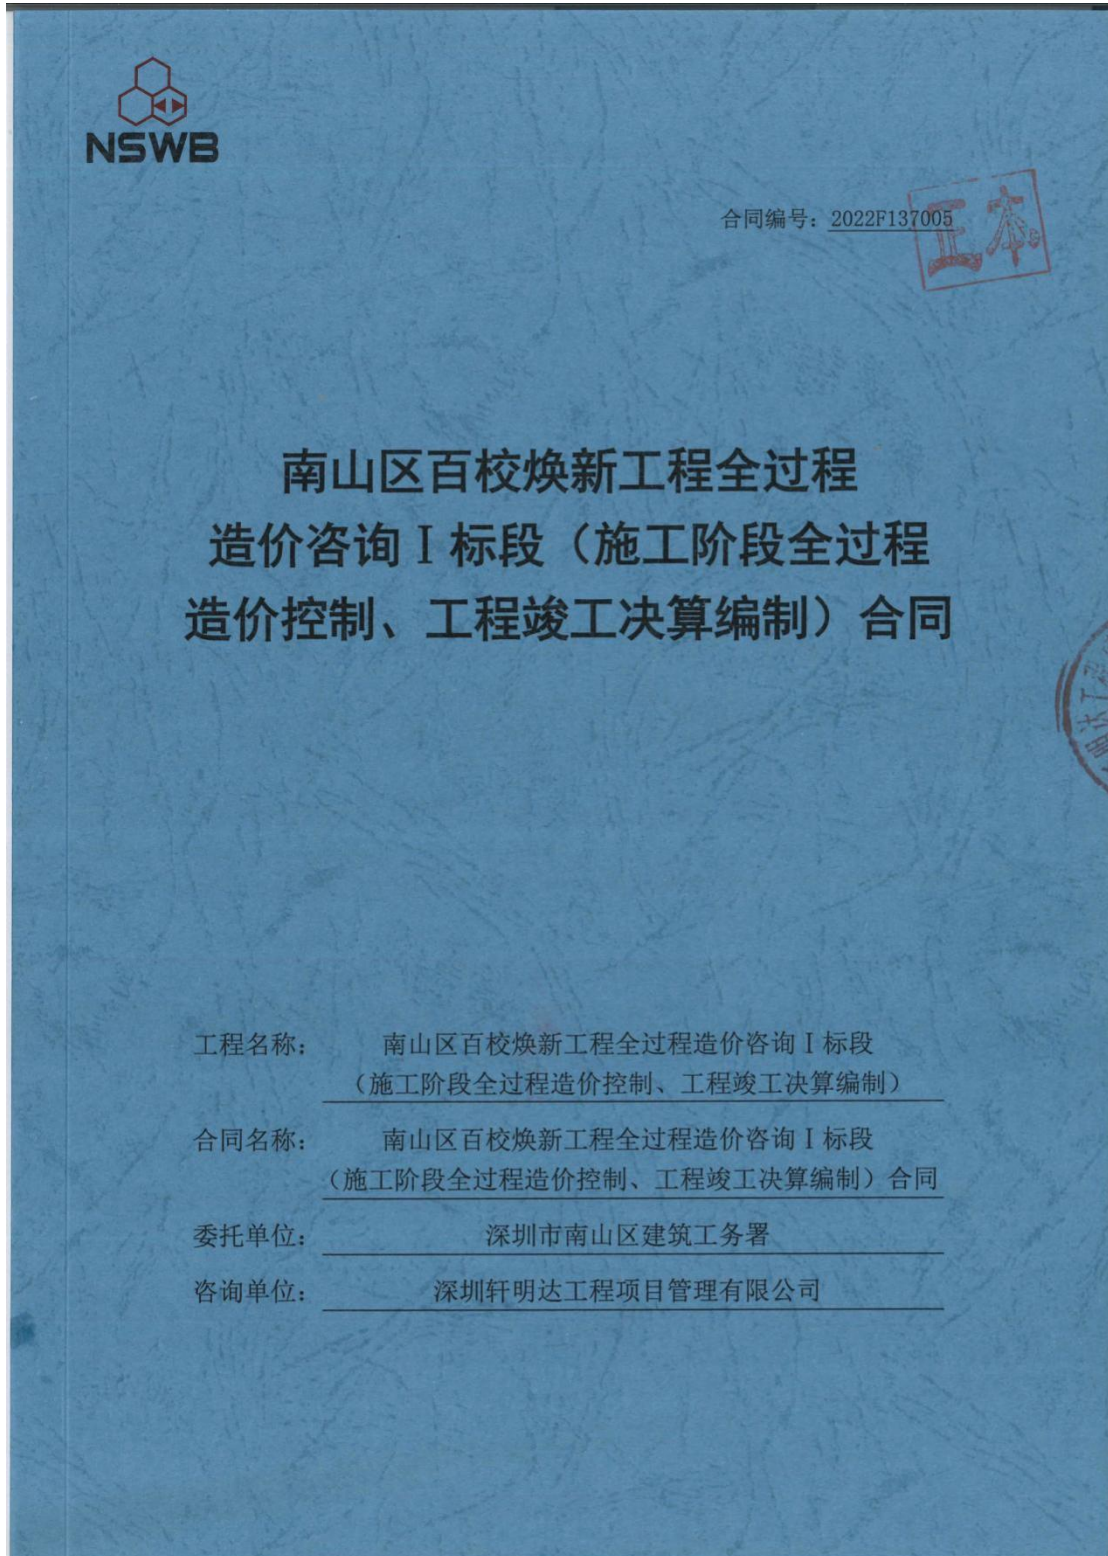 NSWB
合同编号：2022F137005
正本
南山区百校焕新工程全过程
造价咨询Ⅰ标段（施工阶段全过程
造价控制、工程竣工决算编制）合同
工程名称：
南山区百校焕新工程全过程造价咨询Ⅰ标段
（施工阶段全过程造价控制、工程竣工决算编制）
合同名称：
南山区百校焕新工程全过程造价咨询Ⅰ标段
（施工阶段全过程造价控制、工程竣工决算编制）合同
委托单位：
深圳市南山区建筑工务署
咨询单位：
深圳轩明达工程项目管理有限公司